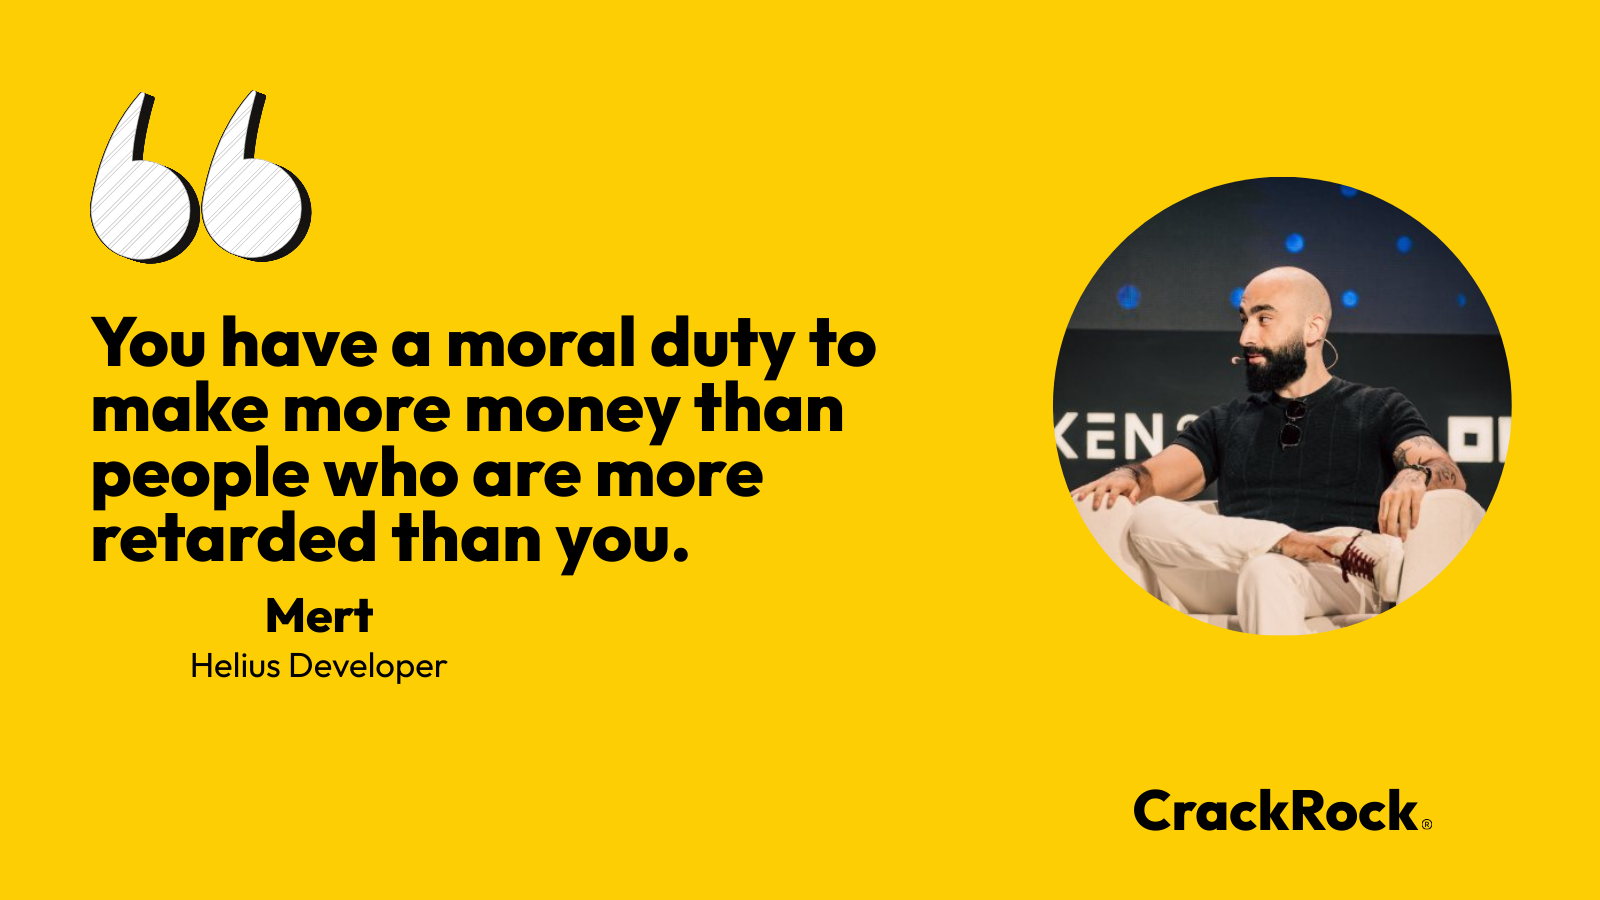 You have a moral duty to
make more money than
people who are more
retarded than you.
Mert
Helius Developer
KENS
CrackRock®